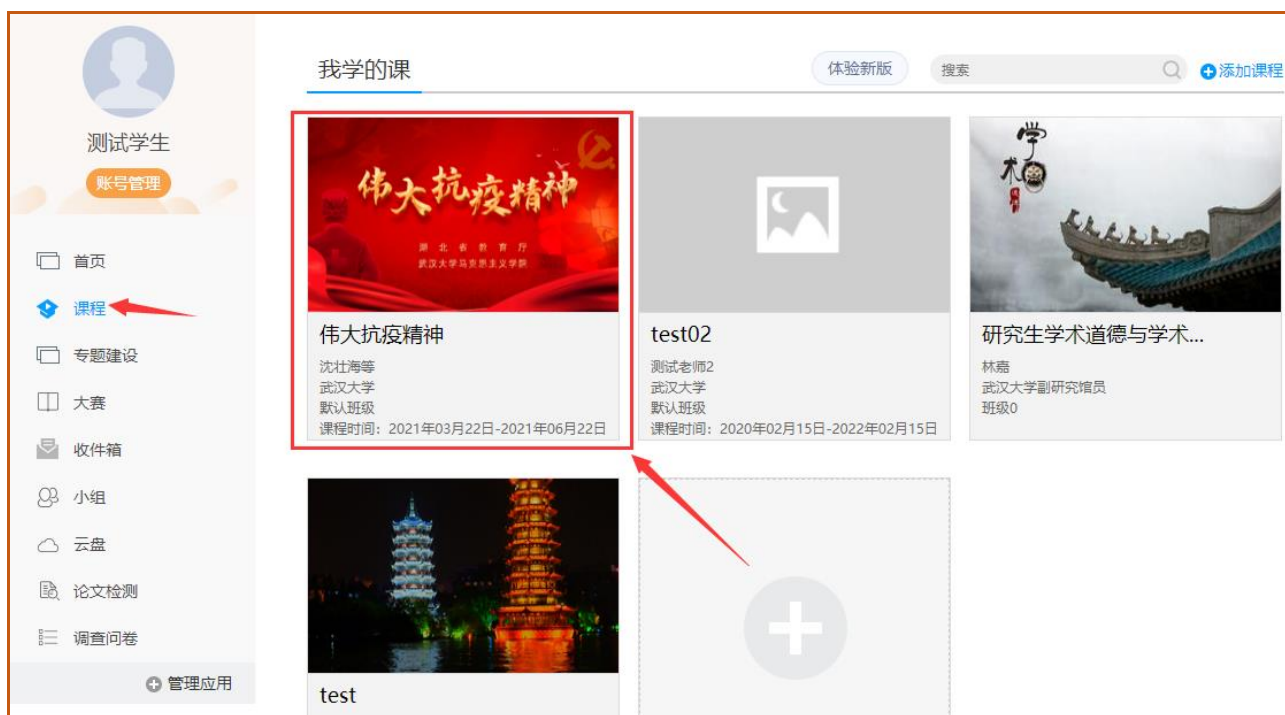 测试学生
账号管理
首页
课程
专题建设
大赛
收件箱
小组
云盘
论文检测
调查问卷
管理应用
我学的课
体验新版
搜索
添加课程
伟大抗疫精神
湖北省教育厅
武汉大学马克思主义学院
伟大抗疫精神
沈壮海等
武汉大学
默认班级
课程时间：2021年03月22日-2021年06月22日
test02
测试老师2
武汉大学
默认班级
课程时间：2020年02月15日-2022年02月15日
学术
研究生学术道德与学术...
林嘉
武汉大学副研究馆员
班级0
test